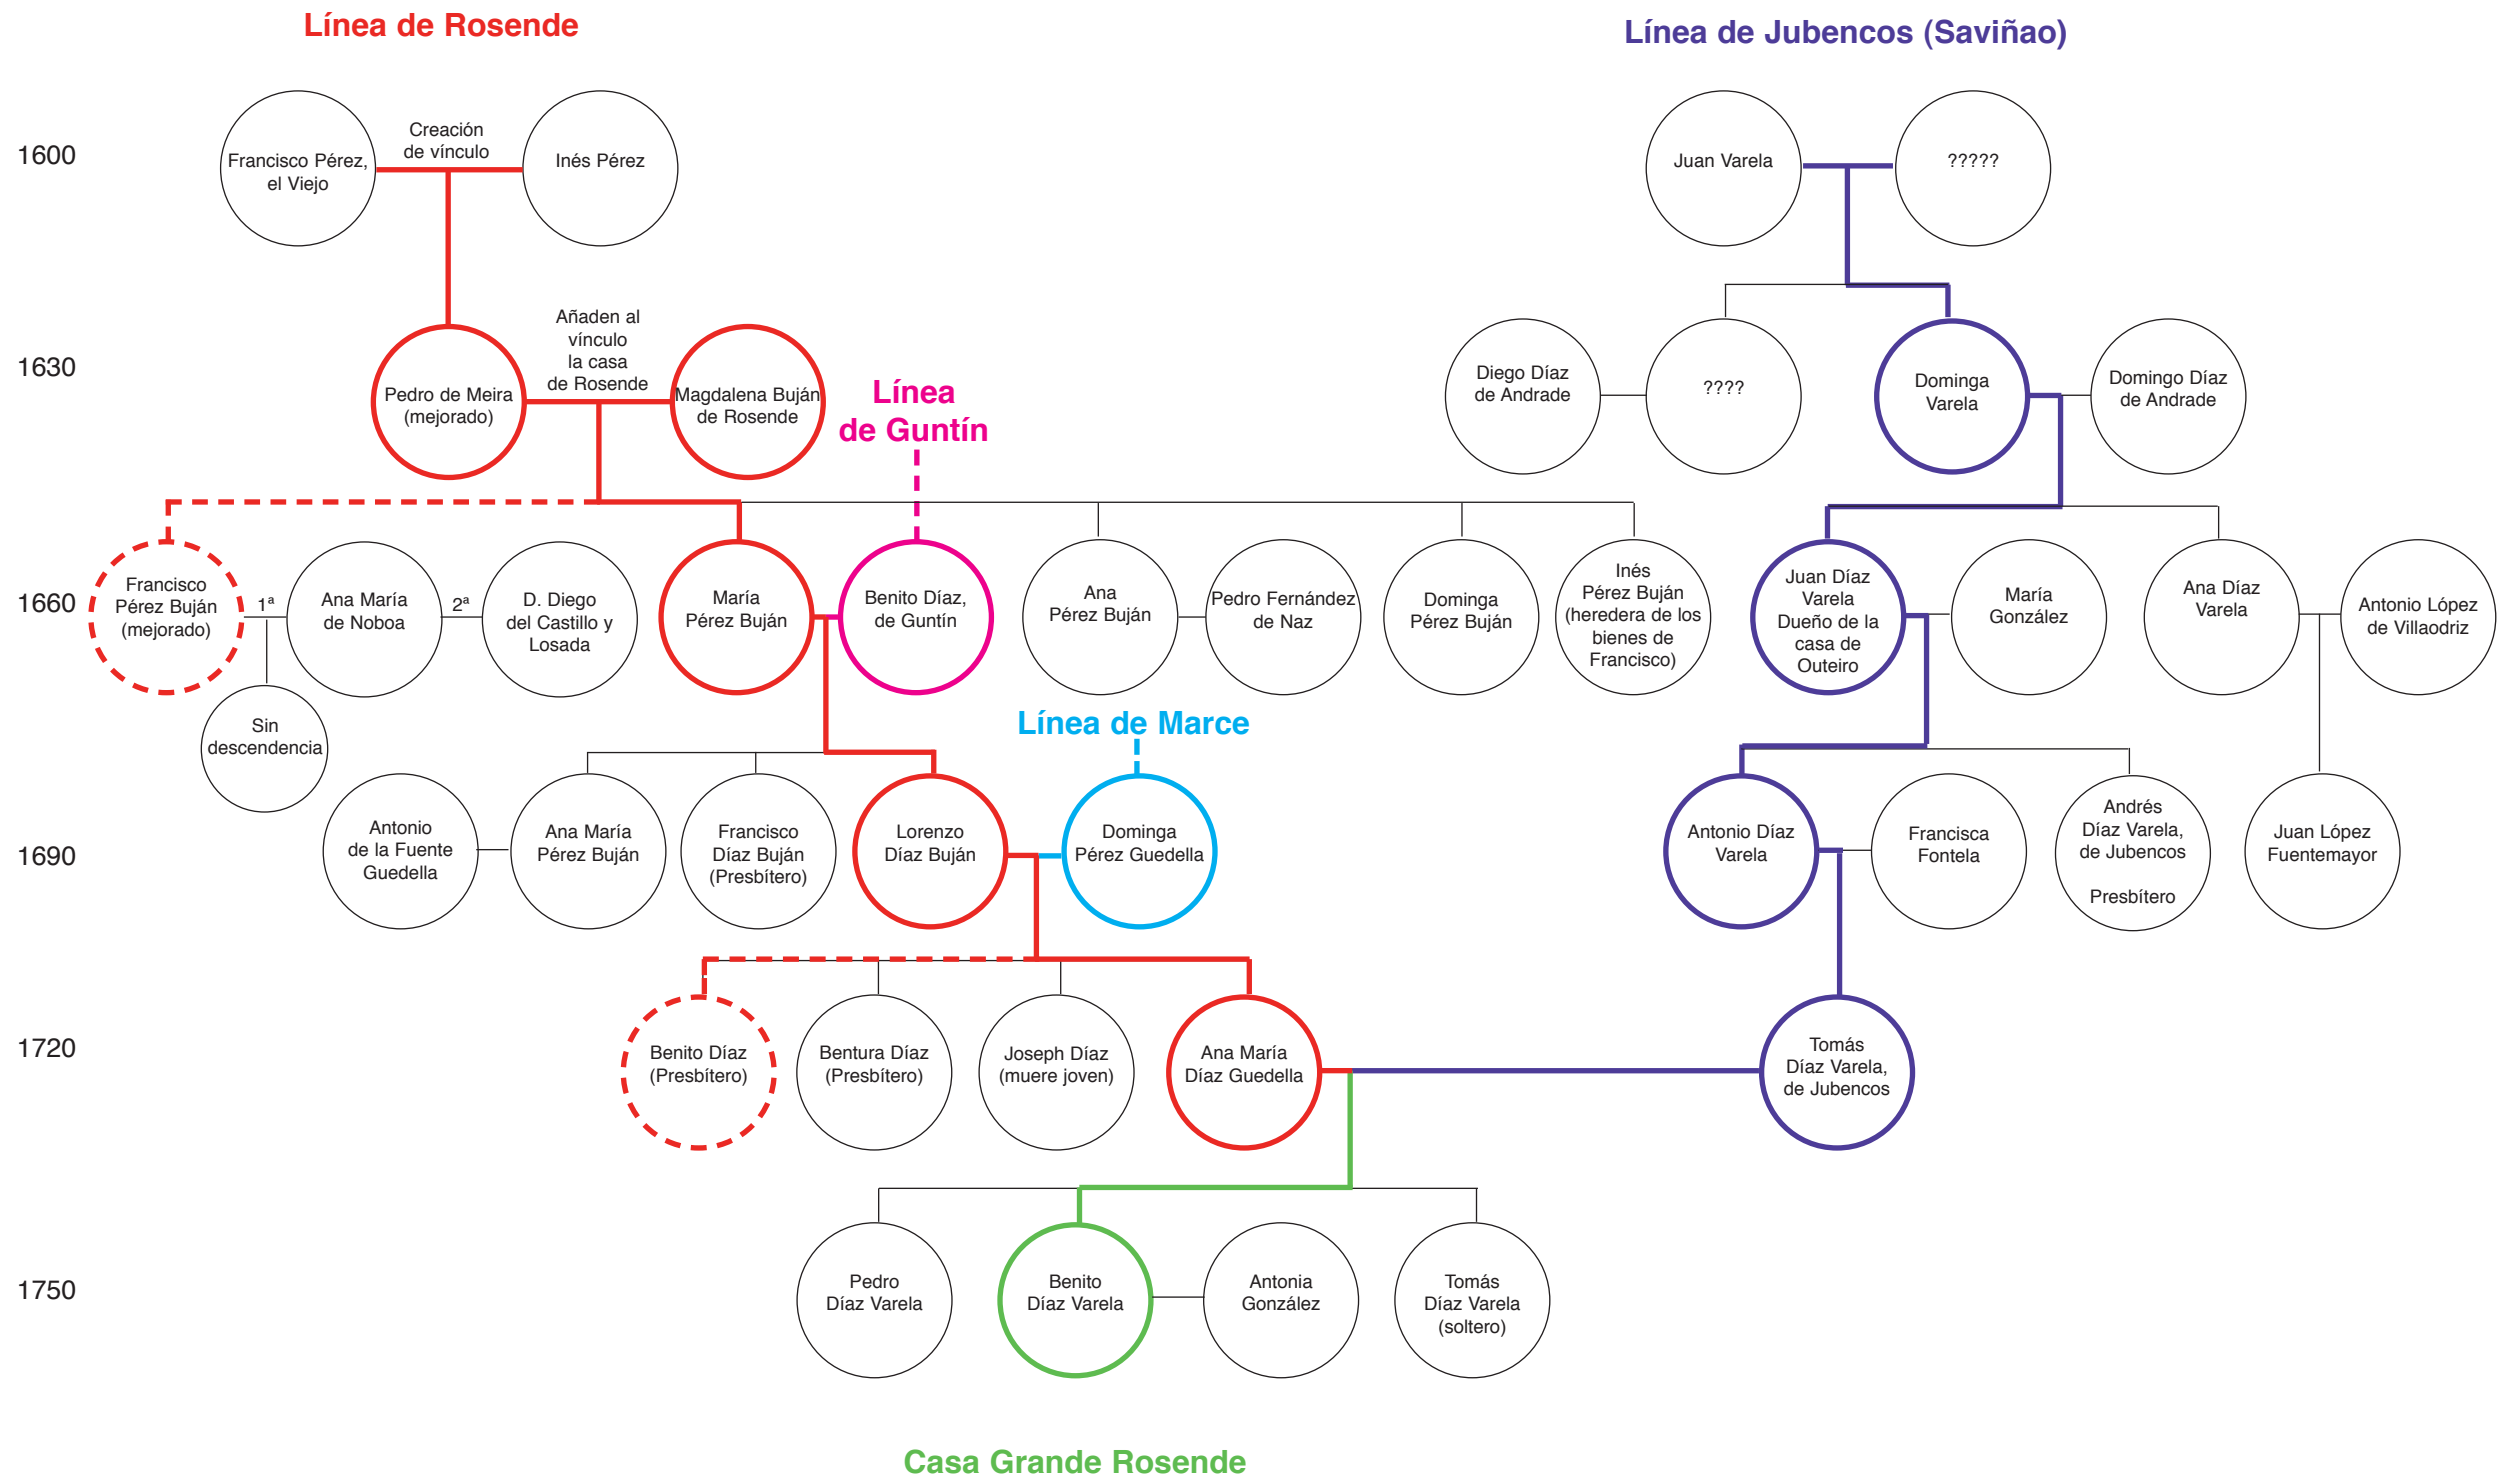 Línea de Rosende
Línea de Jubencos (Saviñao)
1600
Francisco Pérez,
el Viejo
Creación
de vínculo
Inés Pérez
Juan Varela
?????
1630
Pedro de Meira
(mejorado)
Añaden al
vínculo
la casa
de Rosende
Magdalena Buján
de Rosende
Línea
de Guntín
Diego Díaz
de Andrade
????
Dominga
Varela
Domingo Díaz
de Andrade
1660
Francisco
Pérez Buján
(mejorado)
1ª
Ana María
de Noboa
2ª
D. Diego
del Castillo y
Losada
María
Pérez Buján
Benito Díaz,
de Guntín
Ana
Pérez Buján
Pedro Fernández
de Naz
Dominga
Pérez Buján
Inés
Pérez Buján
(heredera de los
bienes de
Francisco)
Juan Díaz
Varela
Dueño de la
casa de
Outeiro
María
González
Ana Díaz
Varela
Antonio López
de Villaodriz
Sin
descendencia
Línea de Marce
1690
Antonio
de la Fuente
Guedella
Ana María
Pérez Buján
Francisco
Díaz Buján
(Presbítero)
Lorenzo
Díaz Buján
Dominga
Pérez Guedella
Antonio Díaz
Varela
Francisca
Fontela
Andrés
Díaz Varela,
de Jubencos
Presbítero
Juan López
Fuentemayor
1720
Benito Díaz
(Presbítero)
Bentura Díaz
(Presbítero)
Joseph Díaz
(muere joven)
Ana María
Díaz Guedella
Tomás
Díaz Varela,
de Jubencos
1750
Pedro
Díaz Varela
Benito
Díaz Varela
Antonia
González
Tomás
Díaz Varela
(soltero)
Casa Grande Rosende